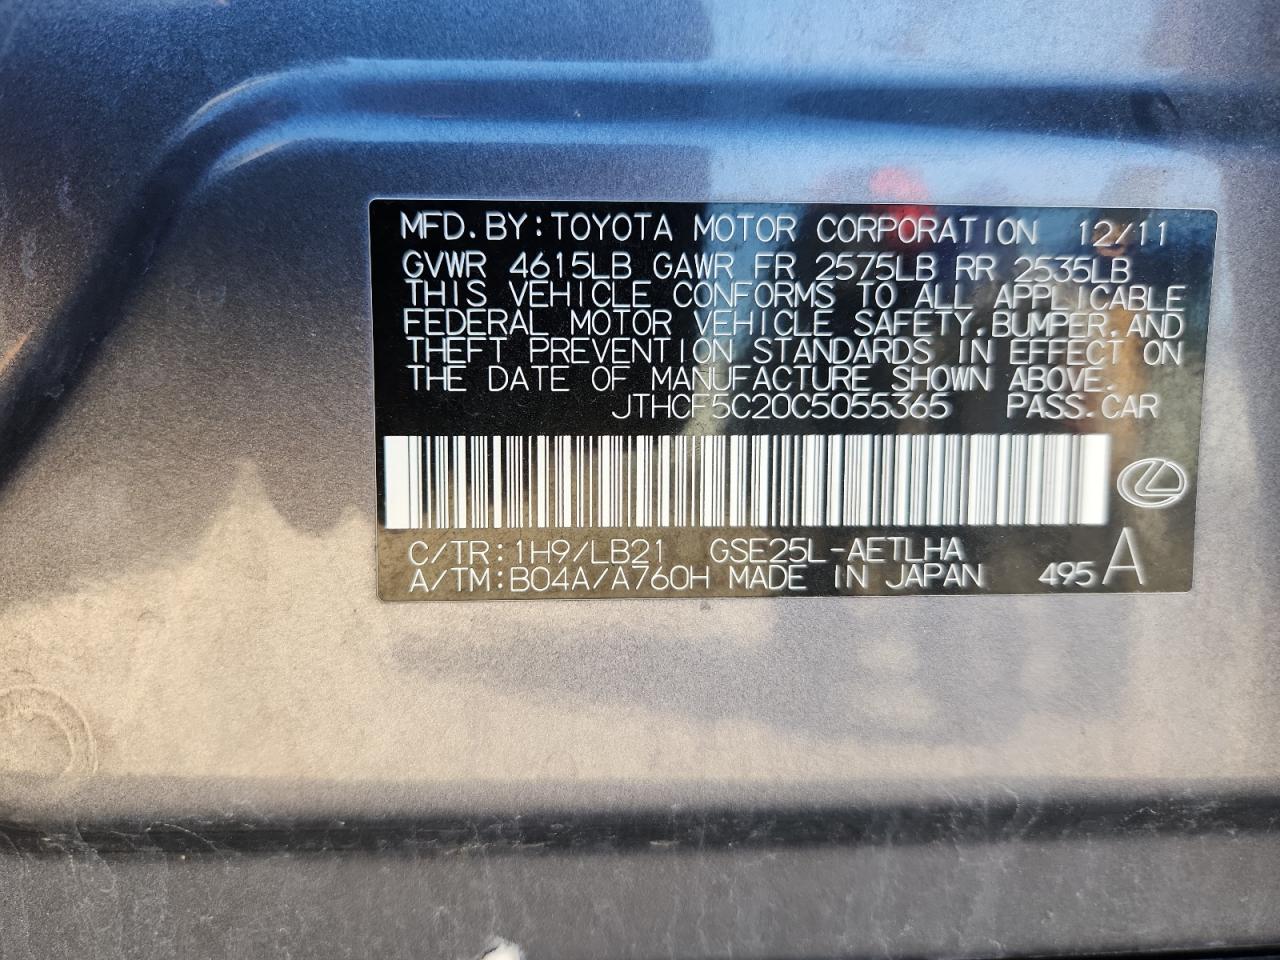 MFD. BY: TOYOTA MOTOR CORPORATION 12/11
GVWR 4615LB GAWR FR 2575LB RR 2535LB
THIS VEHICLE CONFORMS TO ALL APPLICABLE
FEDERAL MOTOR VEHICLE SAFETY, BUMPER, AND
THEFT PREVENTION STANDARDS IN EFFECT ON
THE DATE OF MANUFACTURE SHOWN ABOVE.
JTHCF5C20C5055365 PASS. CAR
C/TR: 1H9/LB21 GSE25L-AETLHA
A/TM: B04A/A760H MADE IN JAPAN 495 A